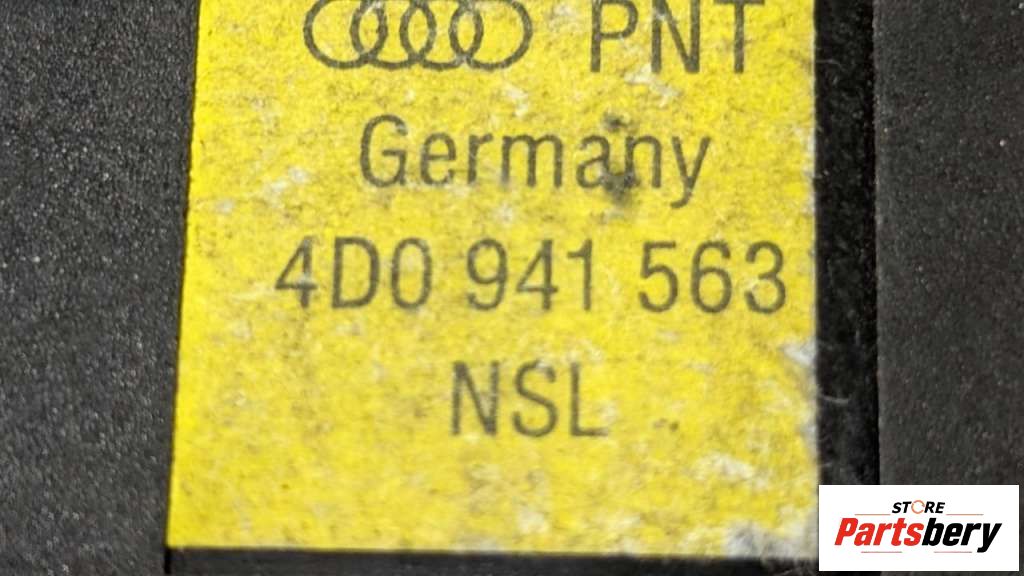 PNT
Germany
4D0 941 563
NSL
STORE
Partsbery